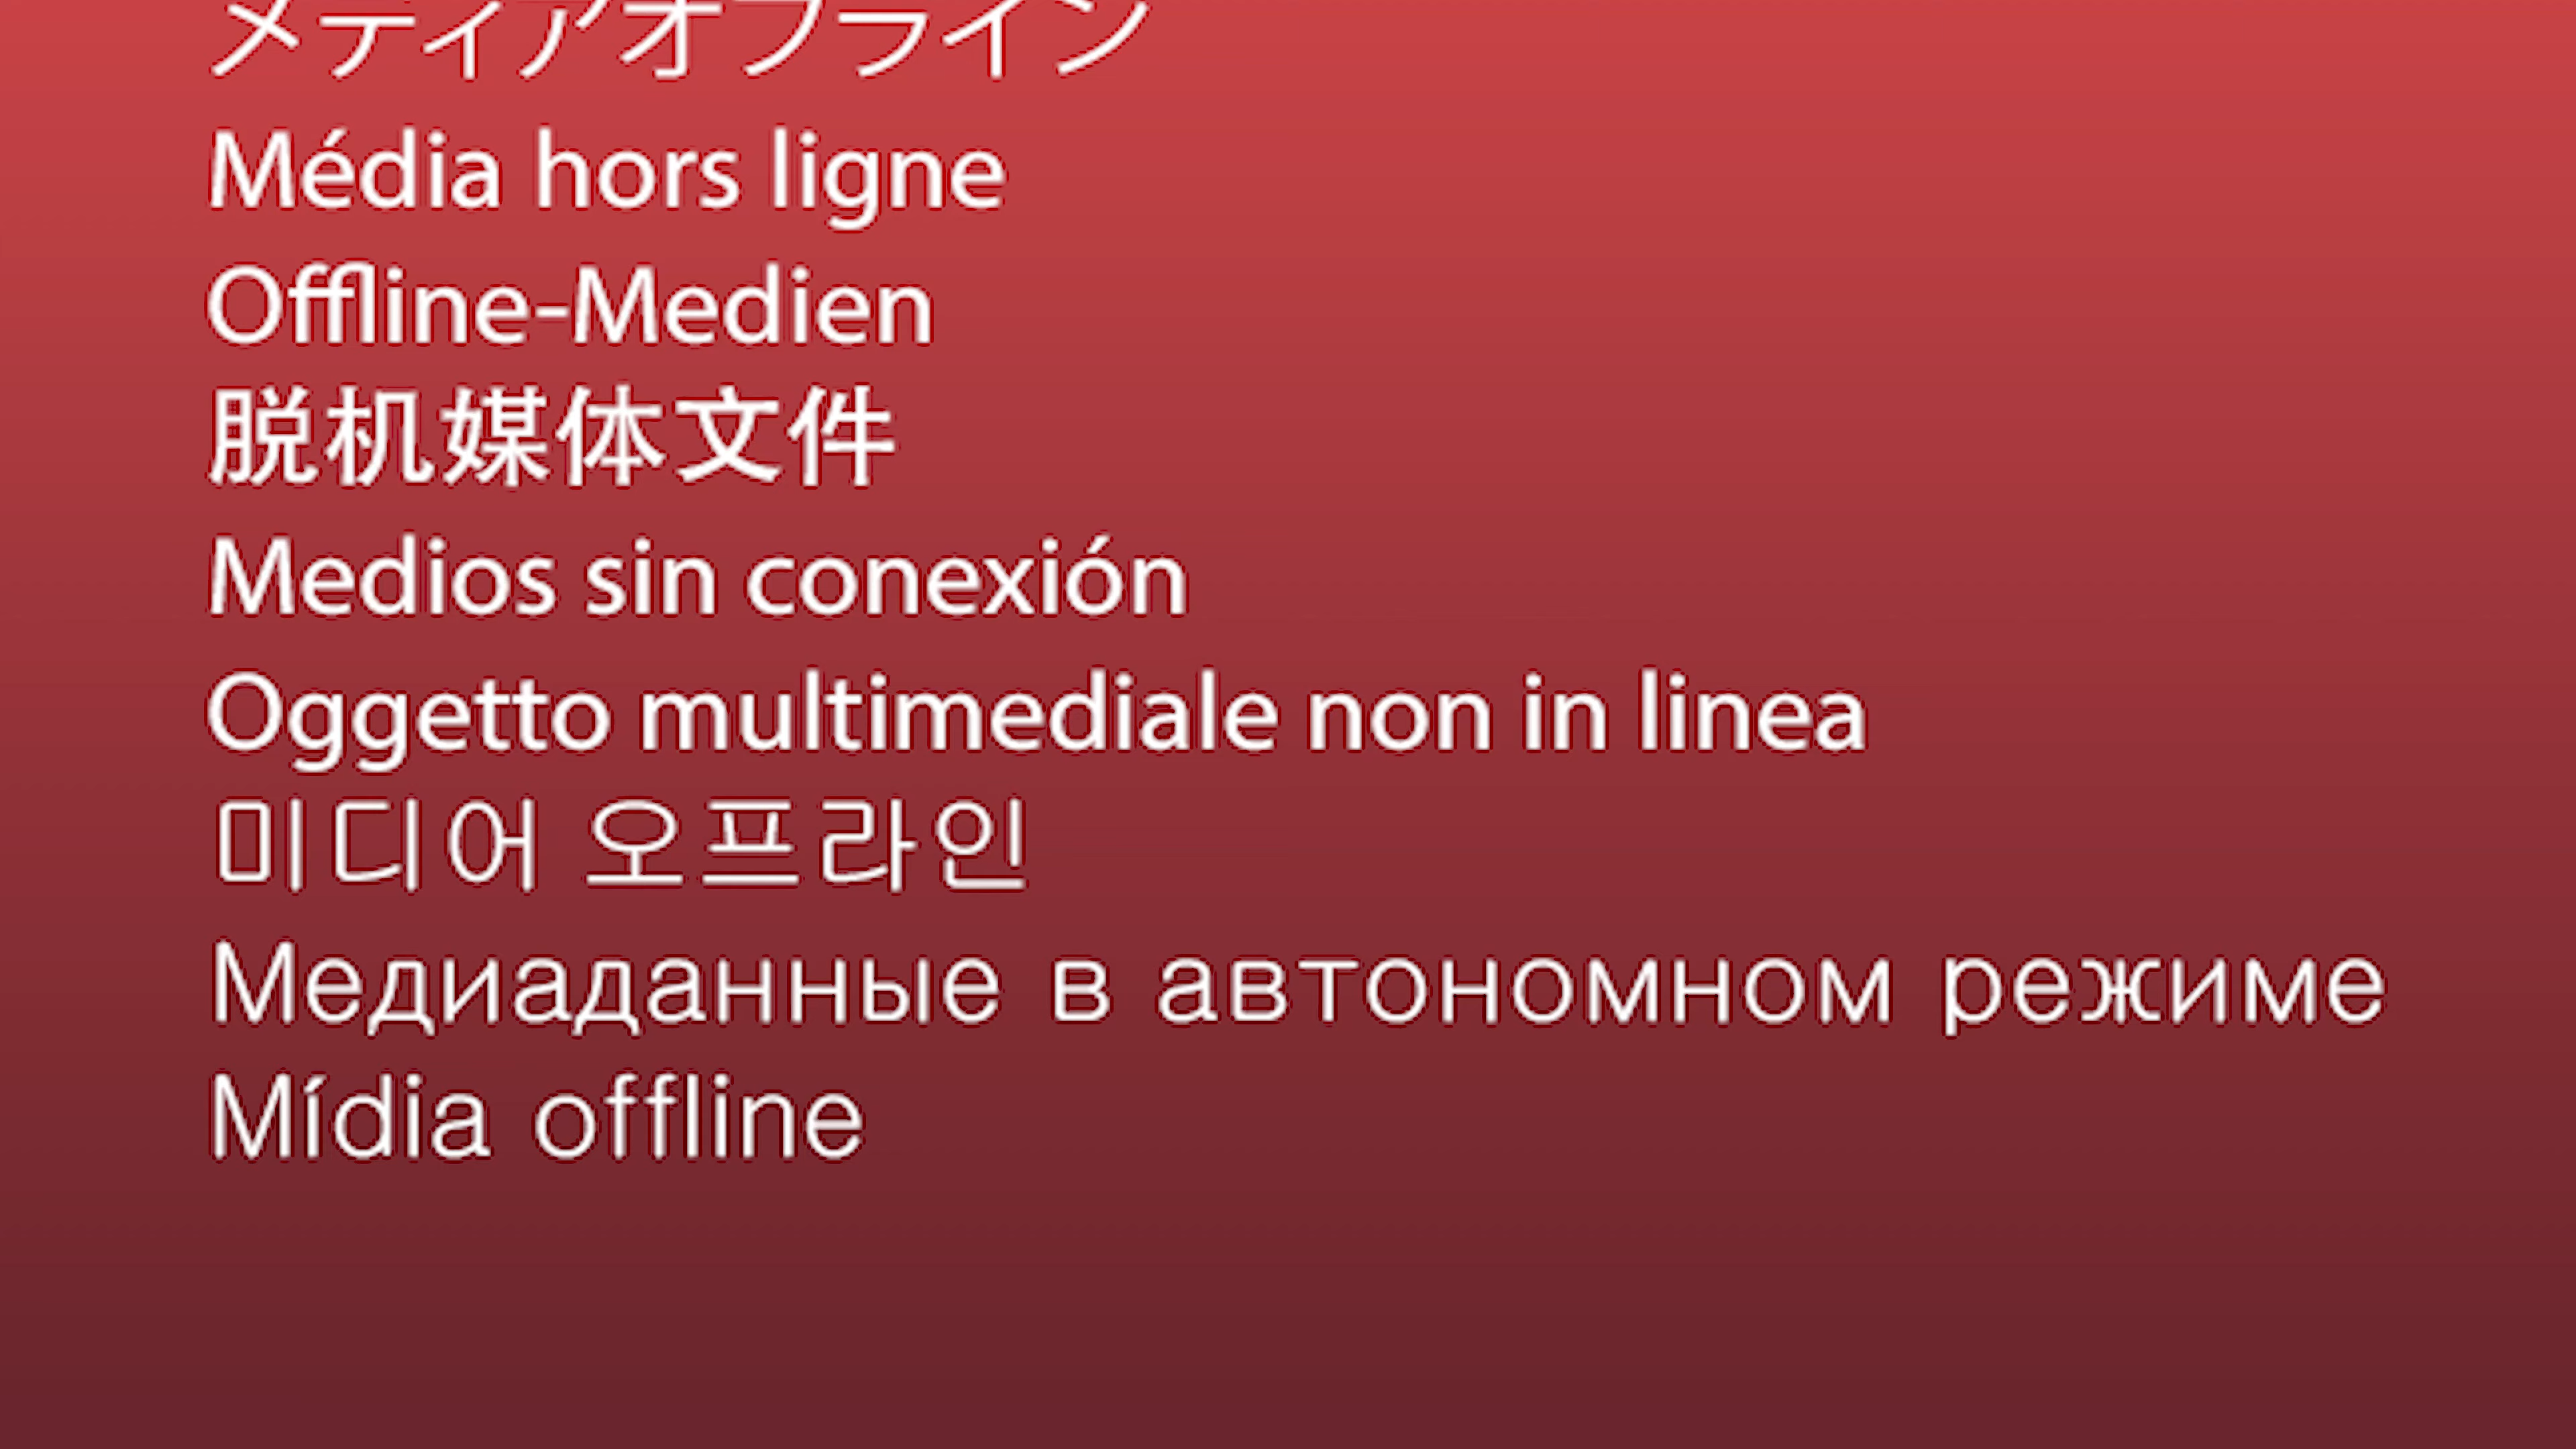 メディアオフライン
Média hors ligne
Offline-Medien
脱机媒体文件
Medios sin conexión
Oggetto multimediale non in linea
미디어 오프라인
Медиаданные в автономном режиме
Mídia offline